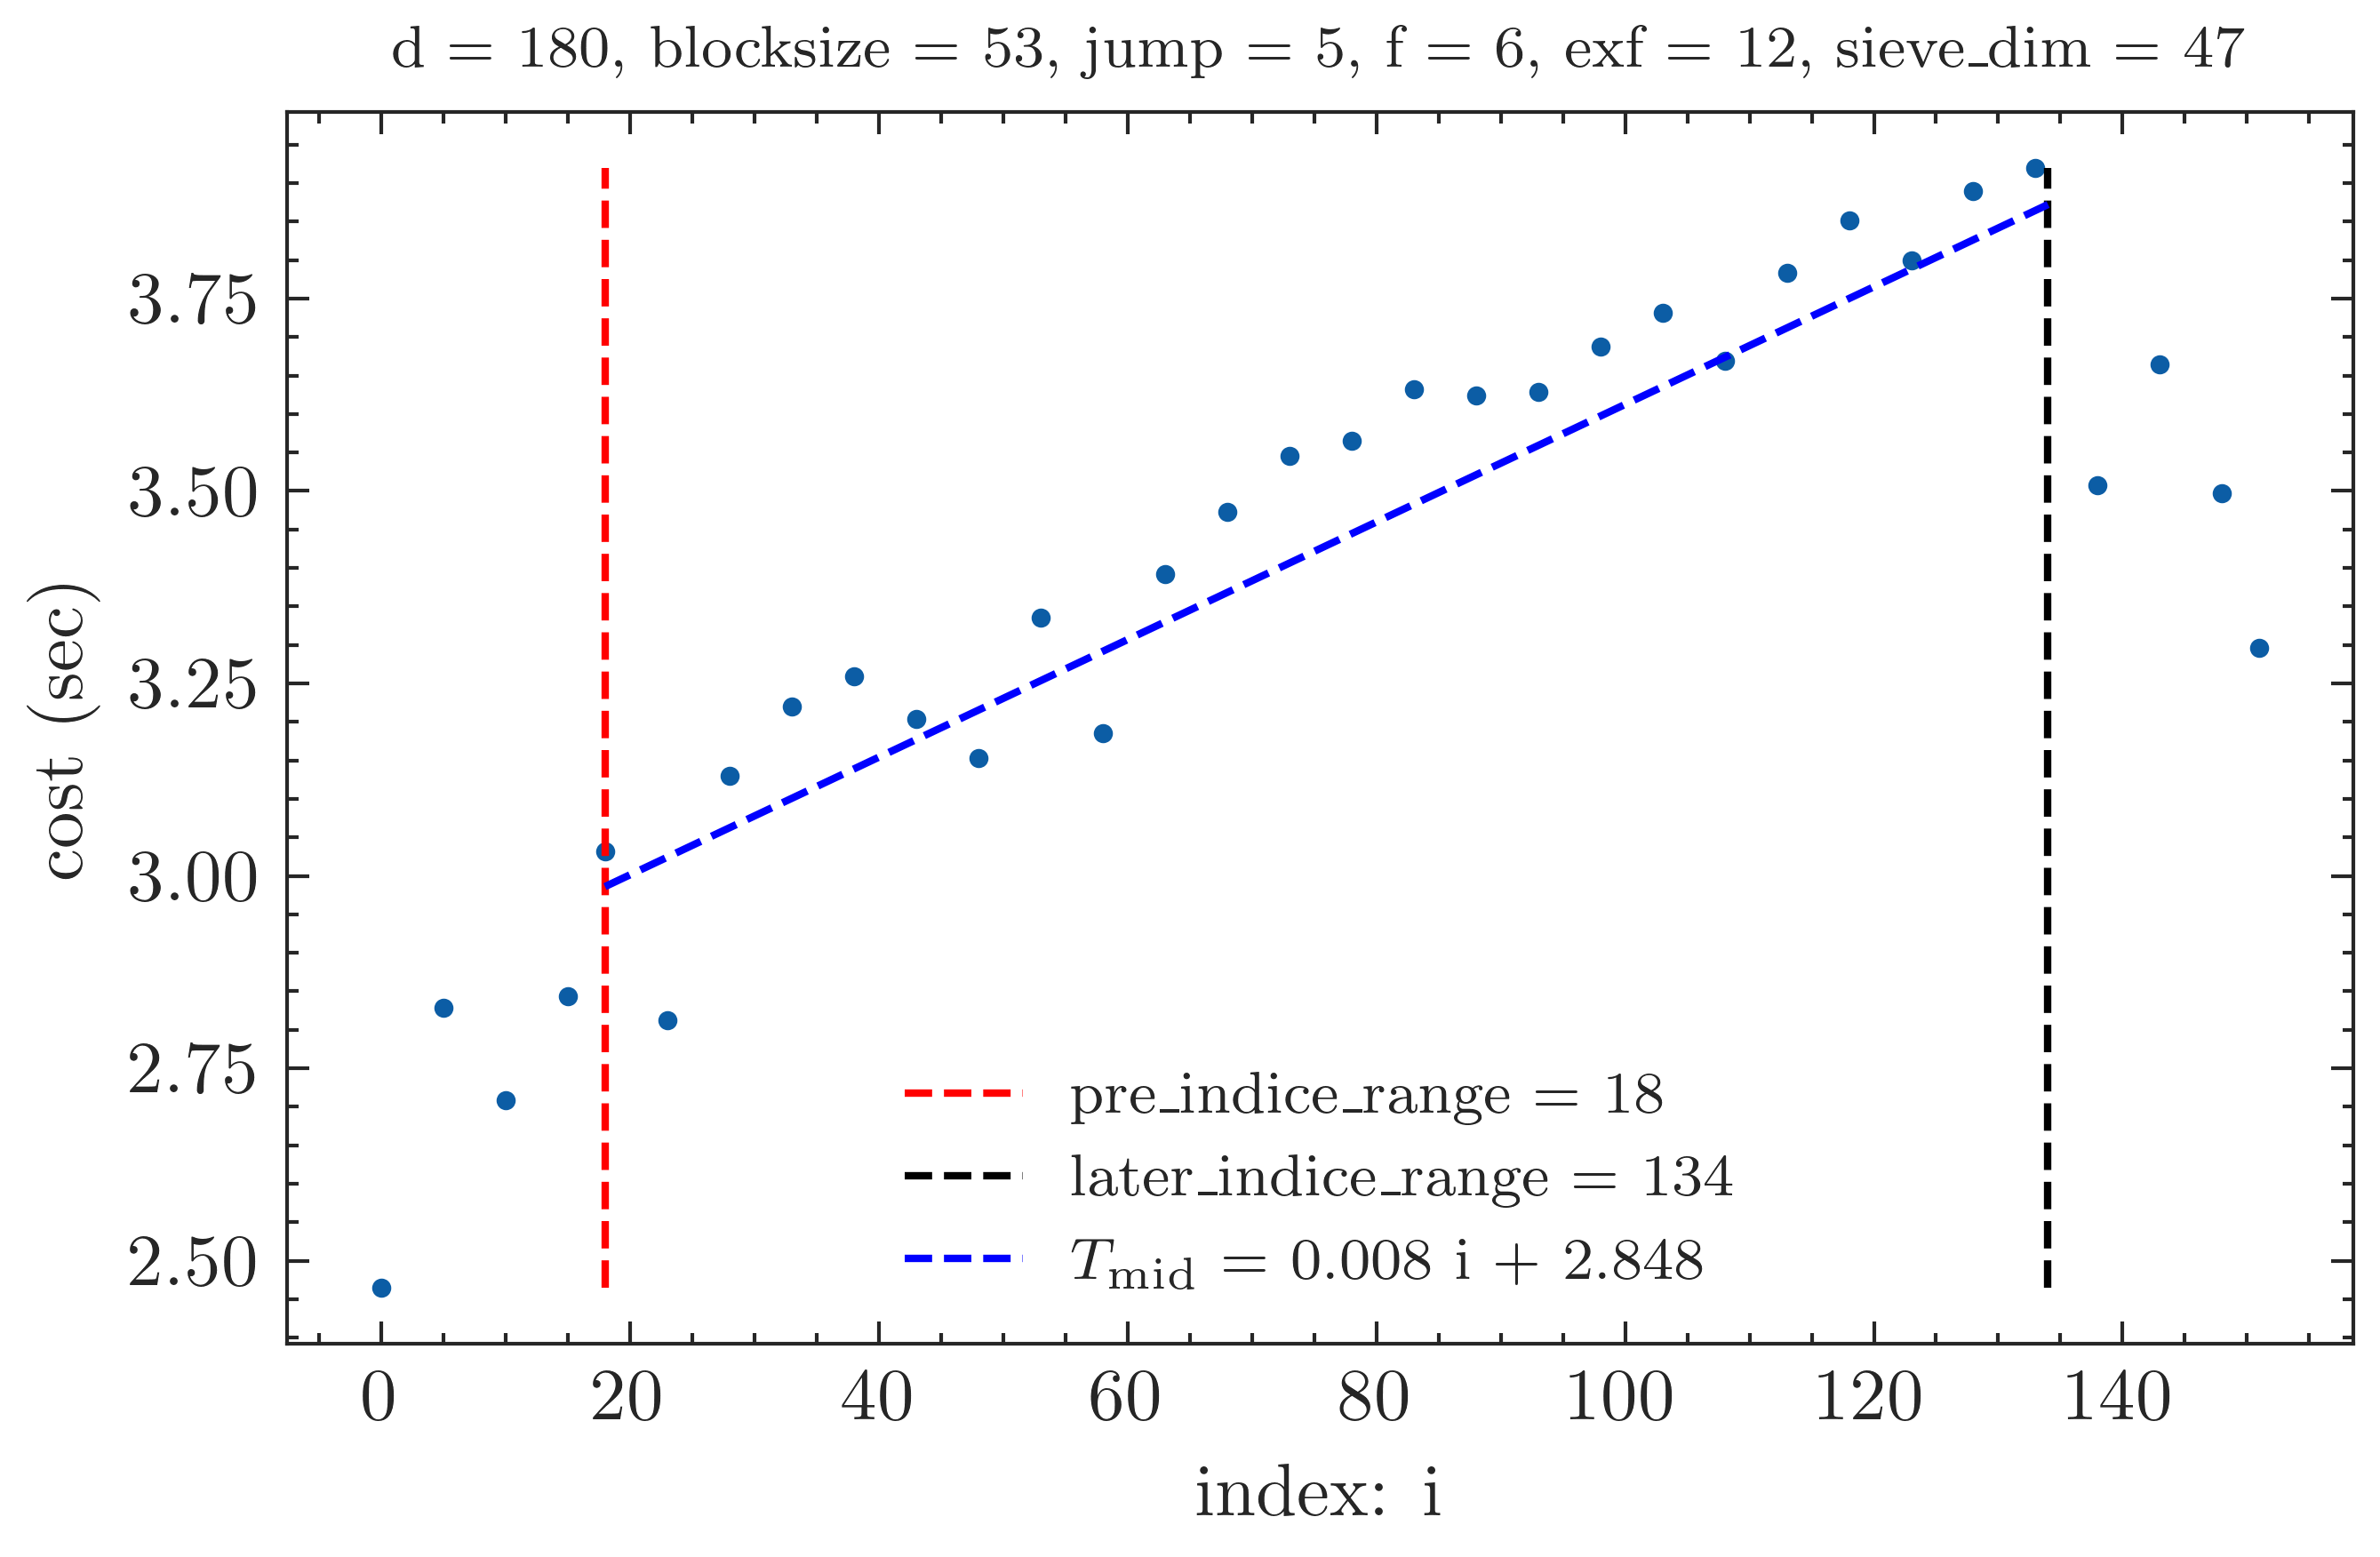 d = 180, blocksize = 53, jump = 5, f = 6, exf = 12, sieve_dim = 47
cost (sec)
3.75
3.50
3.25
3.00
2.75
2.50
pre_indice_range = 18
later_indice_range = 134
T_mid = 0.008 i + 2.848
0 20 40 60 80 100 120 140
index: i